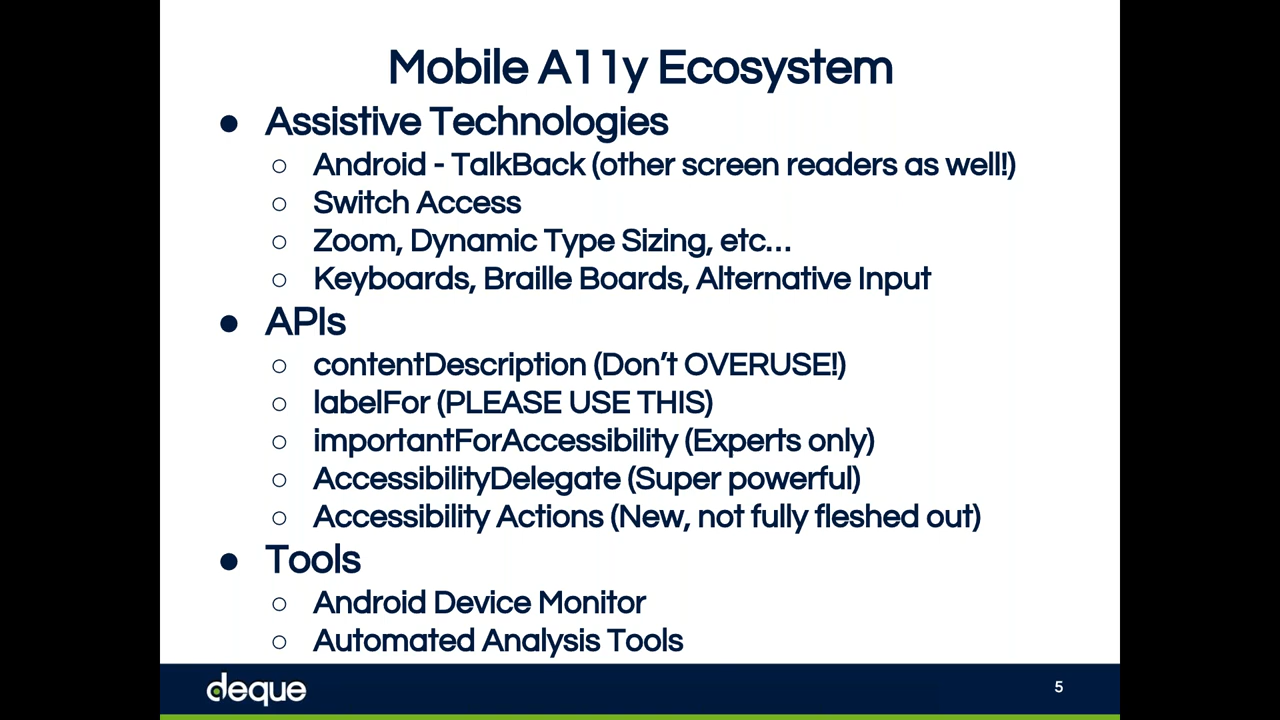 Mobile A11y Ecosystem
● Assistive Technologies
○ Android - TalkBack (other screen readers as well!)
○ Switch Access
○ Zoom, Dynamic Type Sizing, etc...
○ Keyboards, Braille Boards, Alternative Input
● APIs
○ contentDescription (Don't OVERUSE!)
○ labelFor (PLEASE USE THIS)
○ importantForAccessibility (Experts only)
○ AccessibilityDelegate (Super powerful)
○ Accessibility Actions (New, not fully fleshed out)
● Tools
○ Android Device Monitor
○ Automated Analysis Tools
deque
5